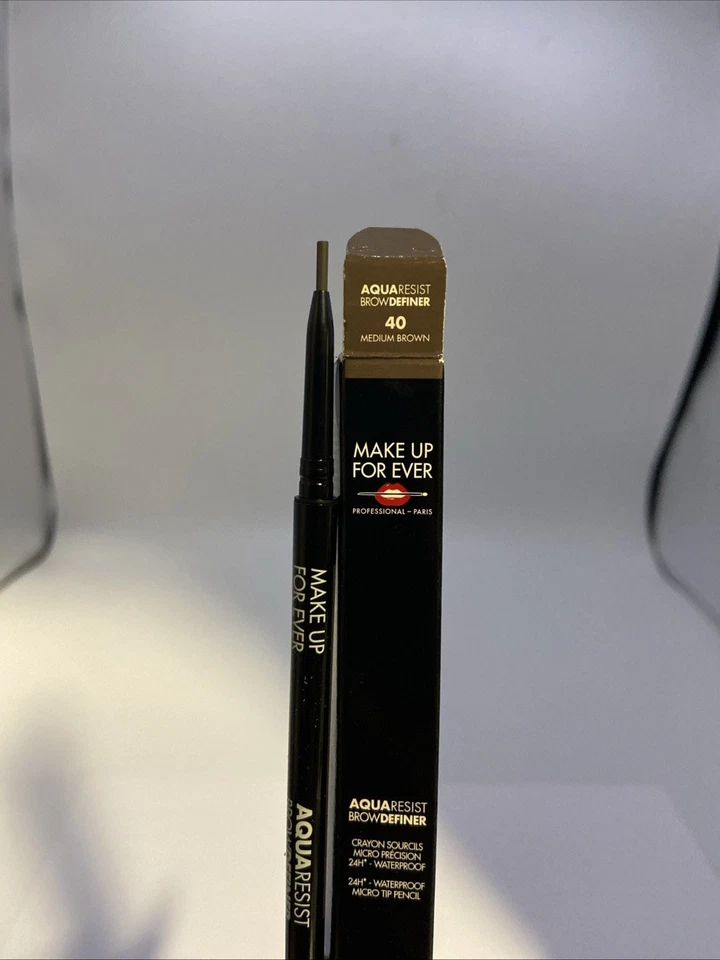 AQUARESIST
BROWDEFINER
40
MEDIUM BROWN
MAKE UP
FOR EVER
PROFESSIONAL – PARIS
AQUARESIST
BROWDEFINER
CRAYON SOURCILS
MICRO PRÉCISION
24H* - WATERPROOF
24H* - WATERPROOF
MICRO TIP PENCIL
MAKE UP
FOR EVER
AQUARESIST